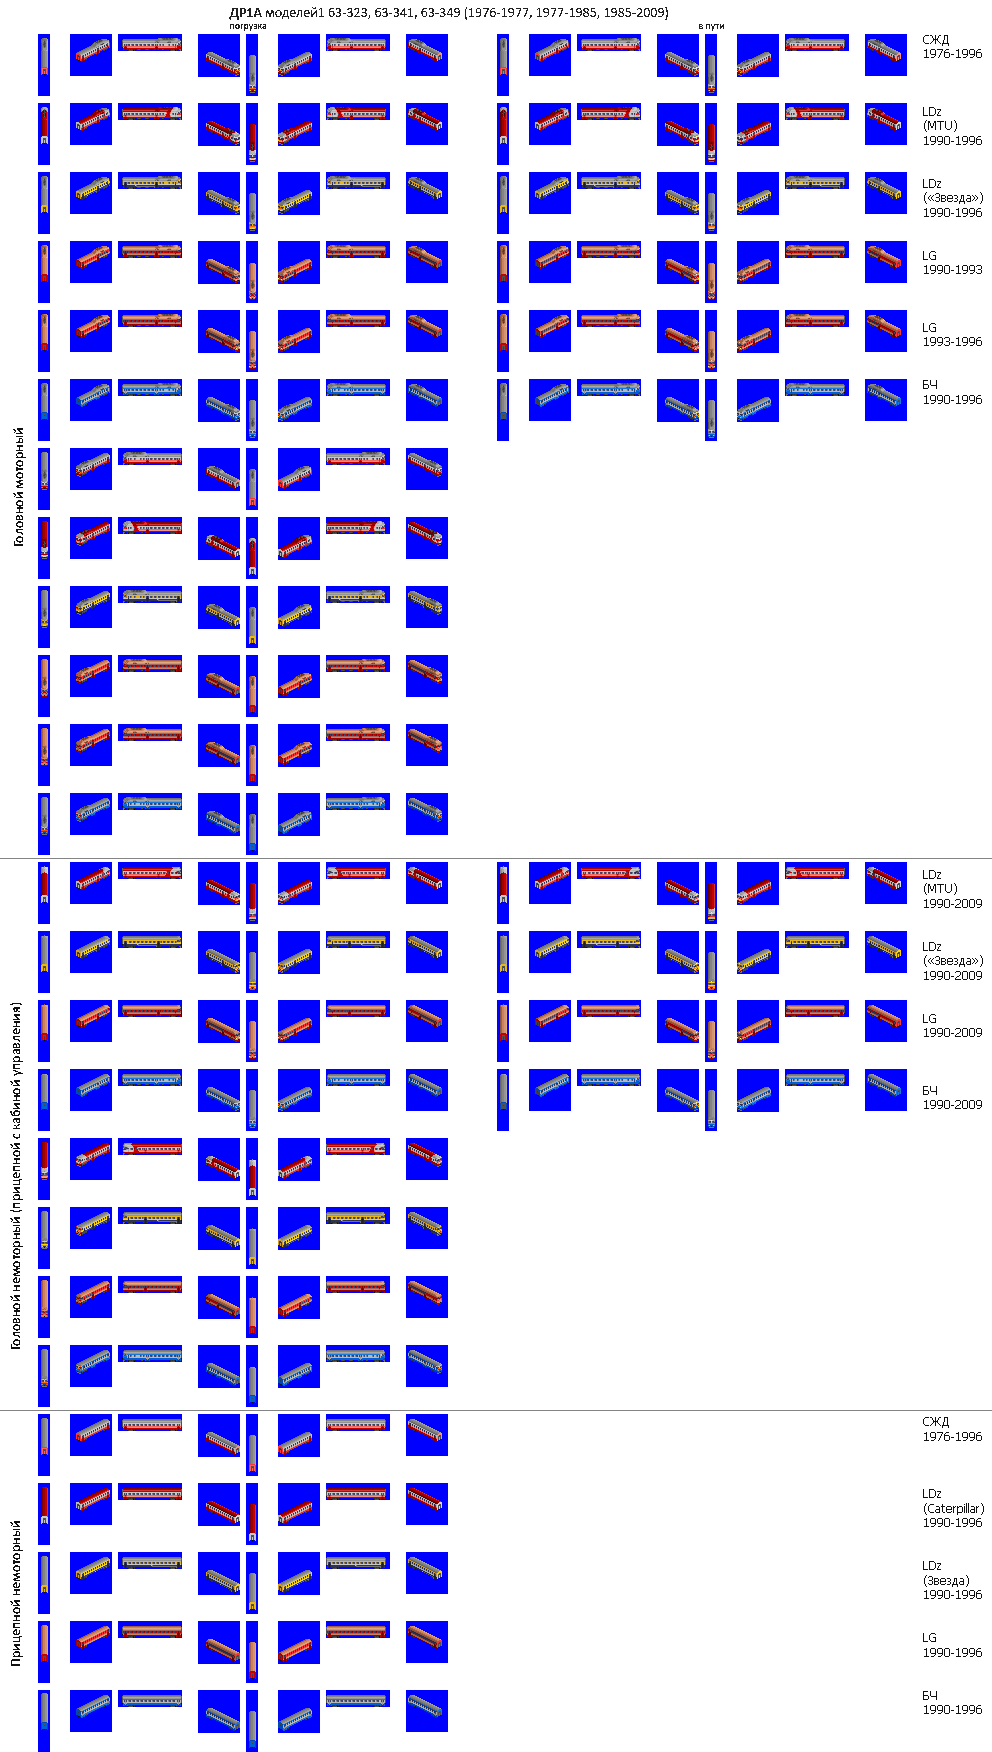 ДР1А моделей1 63-323, 63-341, 63-349 (1976-1977, 1977-1985, 1985-2009)
погрузка
в пути
СЖД
1976-1996
LDz
(MTU)
1990-1996
LDz
(«Звезда»)
1990-1996
LG
1990-1993
LG
1993-1996
БЧ
1990-1996
Головной моторный
LDz
(MTU)
1990-2009
LDz
(«Звезда»)
1990-2009
LG
1990-2009
БЧ
1990-2009
Головной немоторный (прицепной с кабиной управления)
СЖД
1976-1996
LDz
(Caterpillar)
1990-1996
LDz
(Звезда)
1990-1996
LG
1990-1996
БЧ
1990-1996
Прицепной немоторный